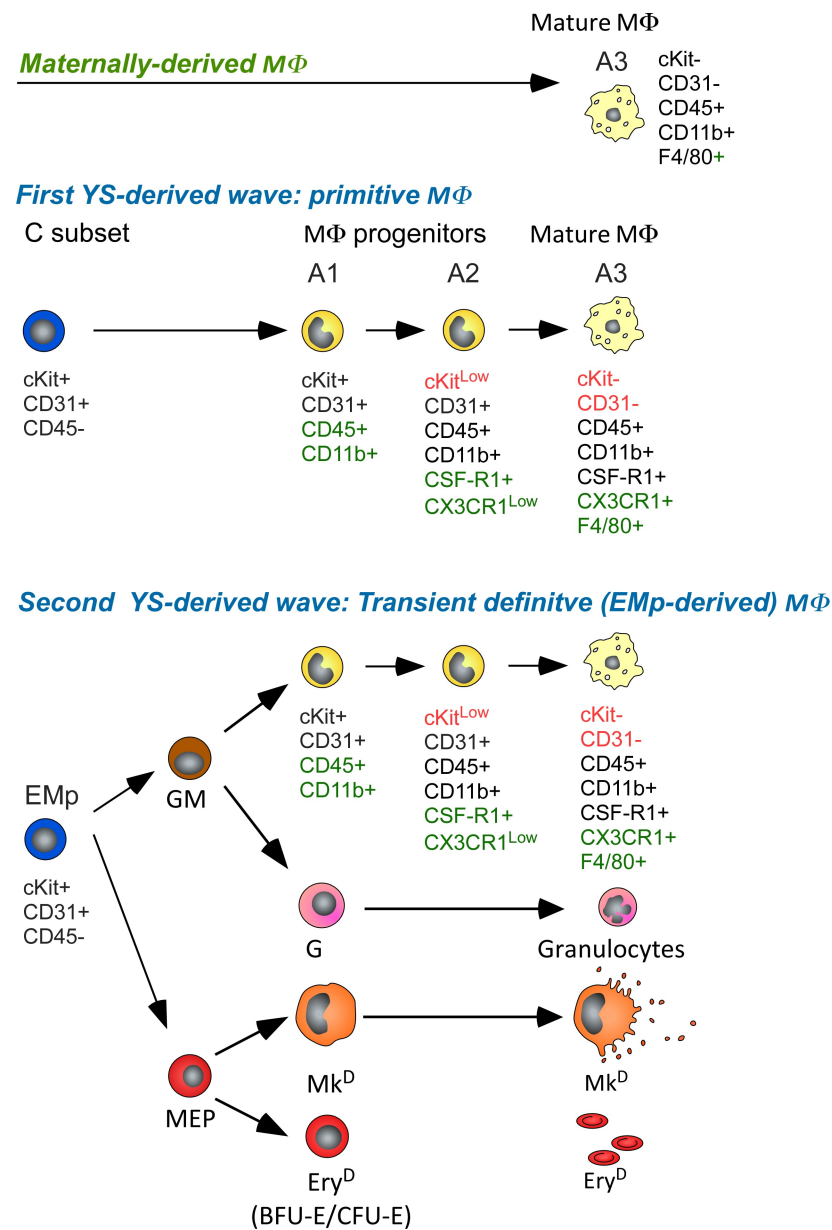 Mature MΦ
Maternally-derived MΦ
A3
cKit-
CD31-
CD45+
CD11b+
F4/80+
First YS-derived wave: primitive MΦ
C subset
MΦ progenitors
Mature MΦ
A1
A2
A3
cKit+
CD31+
CD45-
cKit+
CD31+
CD45+
CD11b+
cKitLow
CD31+
CD45+
CD11b+
CSF-R1+
CX3CR1Low
cKit-
CD31-
CD45+
CD11b+
CSF-R1+
CX3CR1+
F4/80+
Second YS-derived wave: Transient definitve (EMp-derived) MΦ
cKit+
CD31+
CD45+
CD11b+
cKitLow
CD31+
CD45+
CD11b+
CSF-R1+
CX3CR1Low
cKit-
CD31-
CD45+
CD11b+
CSF-R1+
CX3CR1+
F4/80+
GM
EMp
cKit+
CD31+
CD45-
G
Granulocytes
MkD
MkD
MEP
EryD
(BFU-E/CFU-E)
EryD